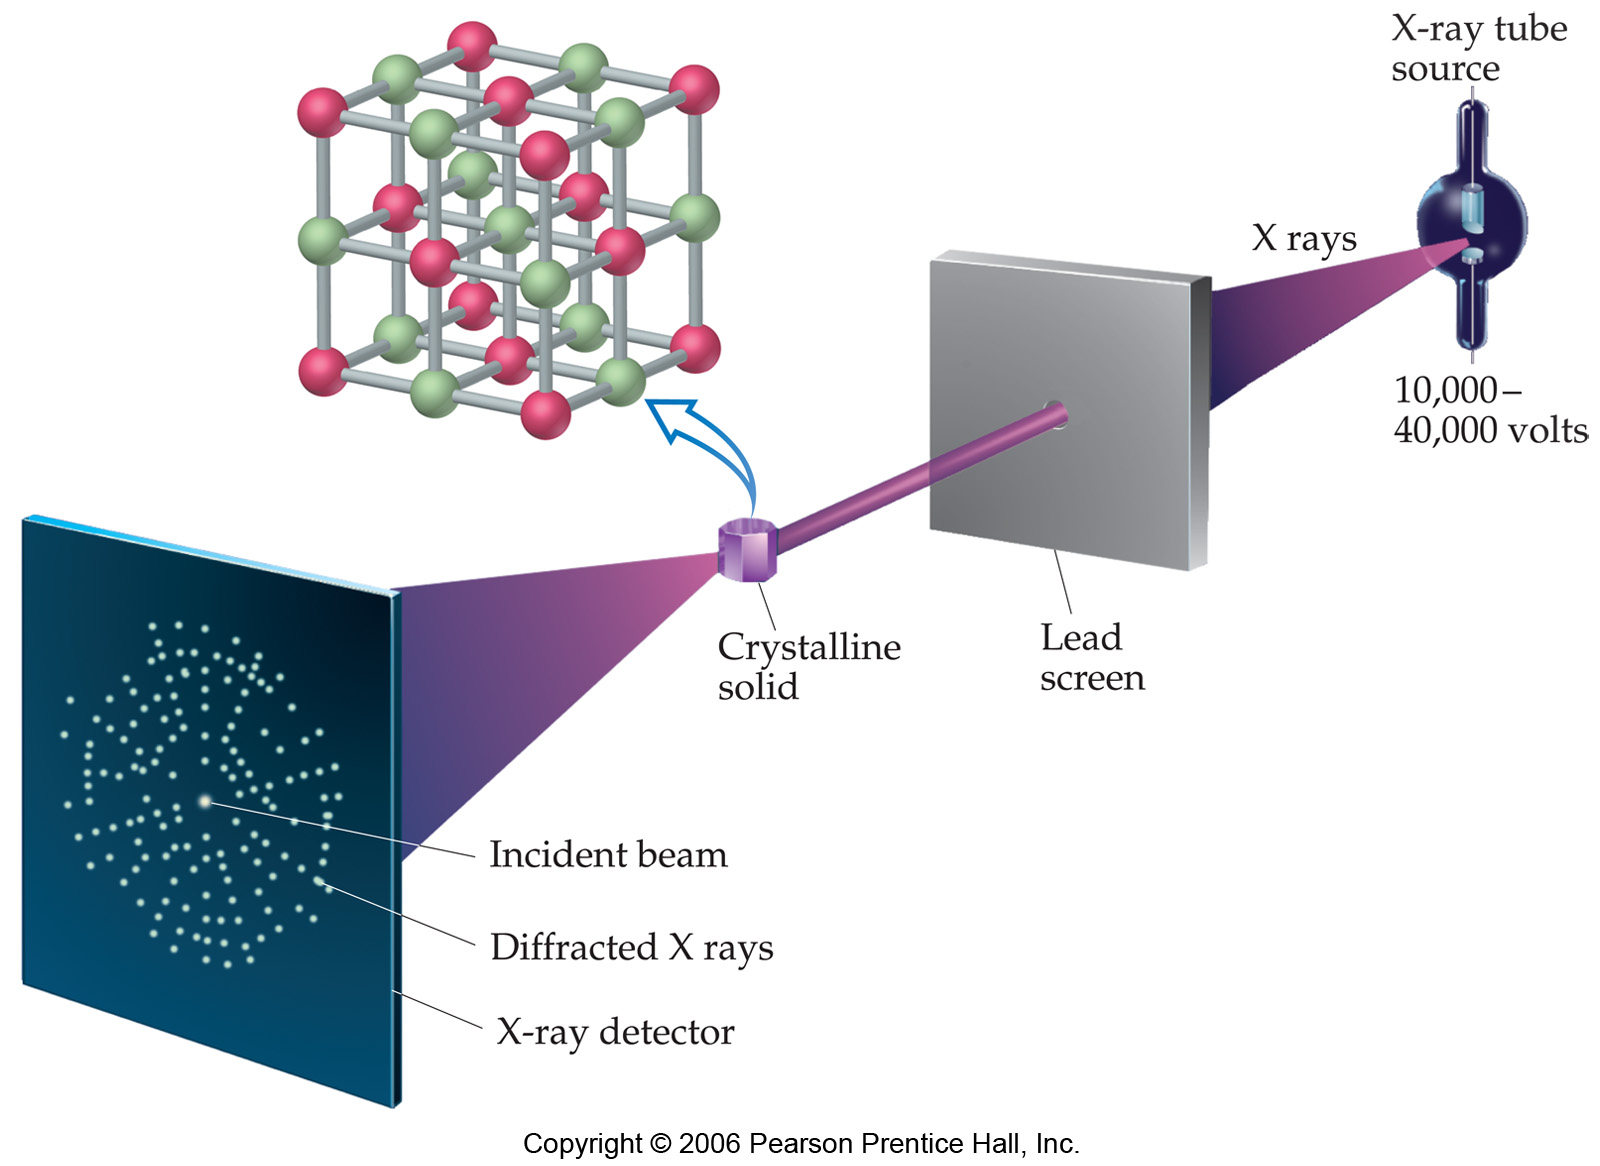 X-ray tube
source
X rays
10,000–
40,000 volts
Crystalline
solid
Lead
screen
Incident beam
Diffracted X rays
X-ray detector
Copyright © 2006 Pearson Prentice Hall, Inc.